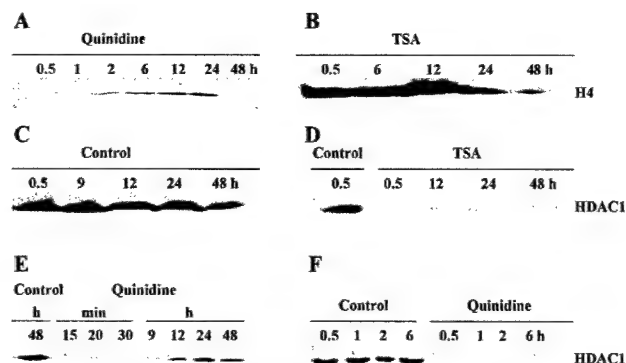 A
Quinidine
0.5 1 2 6 12 24 48 h
B
TSA
0.5 6 12 24 48 h
H4
C
Control
0.5 9 12 24 48 h
D
Control TSA
0.5 0.5 12 24 48 h
HDAC1
E
Control Quinidine
h min h
48 15 20 30 9 12 24 48
F
Control Quinidine
0.5 1 2 6 0.5 1 2 6 h
HDAC1